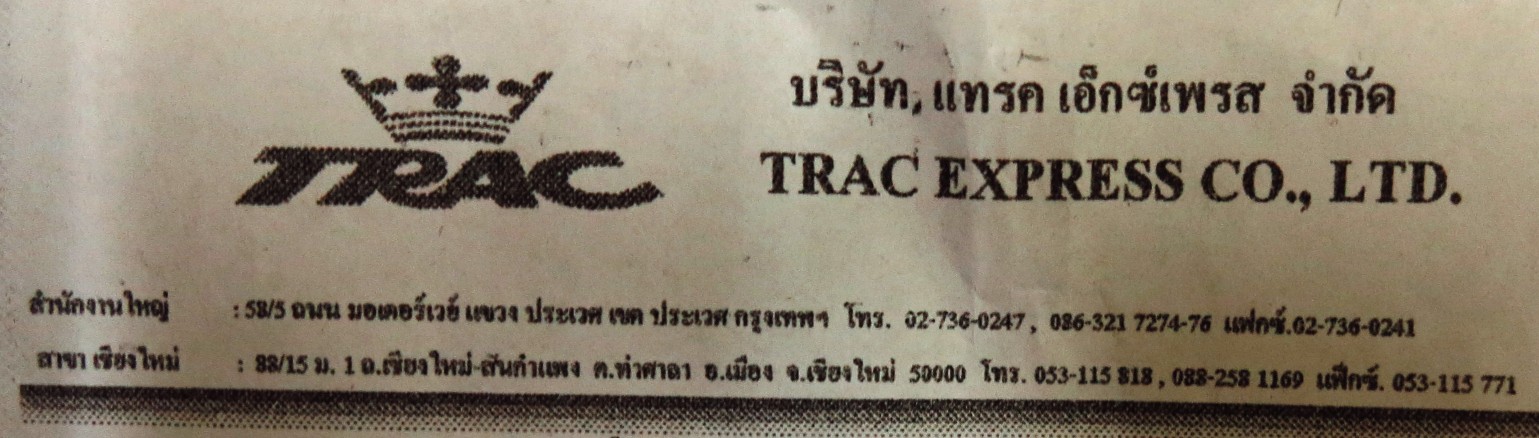 TRAC
บริษัท, แทรค เอ็กซ์เพรส จำกัด
TRAC EXPRESS CO., LTD.
สำนักงานใหญ่ : 58/5 ถนน มอเตอร์เวย์ แขวง ประเวศ เขต ประเวศ กรุงเทพฯ โทร. 02-736-0247, 086-321 7274-76 แฟกซ์.02-736-0241
สาขา เชียงใหม่ : 88/15 ม. 1 ถ.เชียงใหม่-สันกำแพง ต.ท่าศาลา อ.เมือง จ.เชียงใหม่ 50000 โทร. 053-115 818, 088-258 1169 แฟ็กซ์. 053-115 771